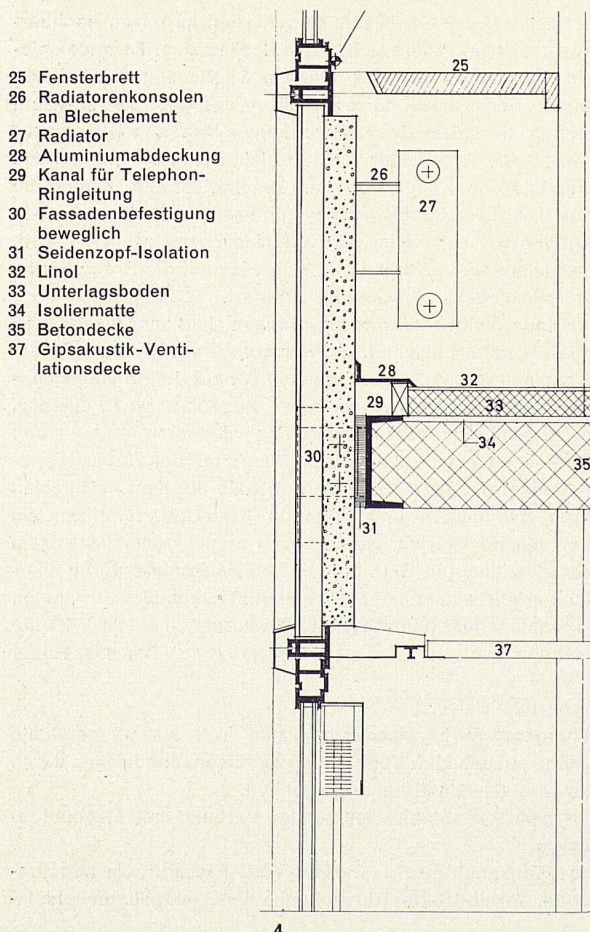 25 Fensterbrett
26 Radiatorenkonsolen
an Blechelement
27 Radiator
28 Aluminiumabdeckung
29 Kanal für Telephon-
Ringleitung
30 Fassadenbefestigung
beweglich
31 Seidenzopf-Isolation
32 Linol
33 Unterlagsboden
34 Isoliermatte
35 Betondecke
37 Gipsakustik-Venti-
lationsdecke
25
26
27
28
32
29
33
34
30
35
31
37
4